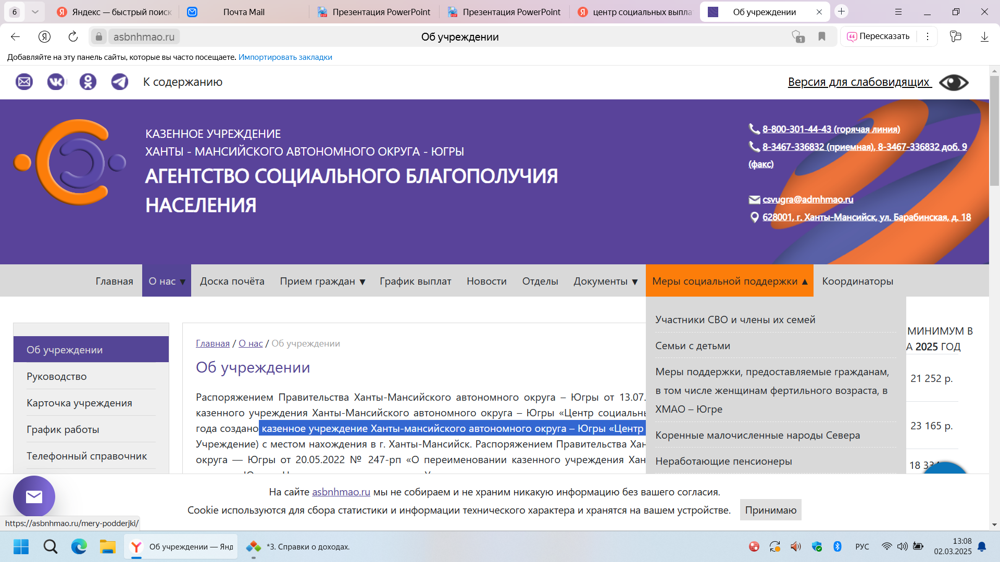 6
Яндекс — быстрый поиск
Почта Mail
Презентация PowerPoint
Презентация PowerPoint
центр социальных выпла
Об учреждении
asbnhmao.ru
Об учреждении
1
Пересказать
Добавляйте на эту панель сайты, которые вы часто посещаете. Импортировать закладки
К содержанию
Версия для слабовидящих
КАЗЕННОЕ УЧРЕЖДЕНИЕ
ХАНТЫ - МАНСИЙСКОГО АВТОНОМНОГО ОКРУГА - ЮГРЫ
АГЕНТСТВО СОЦИАЛЬНОГО БЛАГОПОЛУЧИЯ
НАСЕЛЕНИЯ
8-800-301-44-43 (горячая линия)
8-3467-336832 (приемная), 8-3467-336832 доб. 9
(факс)
csvugra@admhmao.ru
628001, г. Ханты-Мансийск, ул. Барабинская, д. 18
Главная О нас ▼ Доска почёта Прием граждан ▼ График выплат Новости Отделы Документы ▼ Меры социальной поддержки ▲ Координаторы
Об учреждении
Руководство
Карточка учреждения
График работы
Телефонный справочник
Главная / О нас / Об учреждении
Об учреждении
Распоряжением Правительства Ханты-Мансийского автономного округа – Югры от 13.07.
казенного учреждения Ханты-Мансийского автономного округа – Югры «Центр социальн
года создано казенное учреждение Ханты-мансийского автономного округа – Югры «Центр
Учреждение) с местом нахождения в г. Ханты-Мансийск. Распоряжением Правительства Хан
округа — Югры от 20.05.2022 № 247-рп «О переименовании казенного учреждения Хан
Участники СВО и члены их семей
Семьи с детьми
Меры поддержки, предоставляемые гражданам,
в том числе женщинам фертильного возраста, в
ХМАО – Югре
Коренные малочисленные народы Севера
Неработающие пенсионеры
МИНИМУМ В
А 2025 ГОД
21 252 р.
23 165 р.
18 33
На сайте asbnhmao.ru мы не собираем и не храним никакую информацию без вашего согласия.
Cookie используются для сбора статистики и информации технического характера и хранятся на вашем устройстве.
Принимаю
https://asbnhmao.ru/mery-podderjki/
Об учреждении — Янд
*3. Справки о доходах.
РУС
13:08
02.03.2025